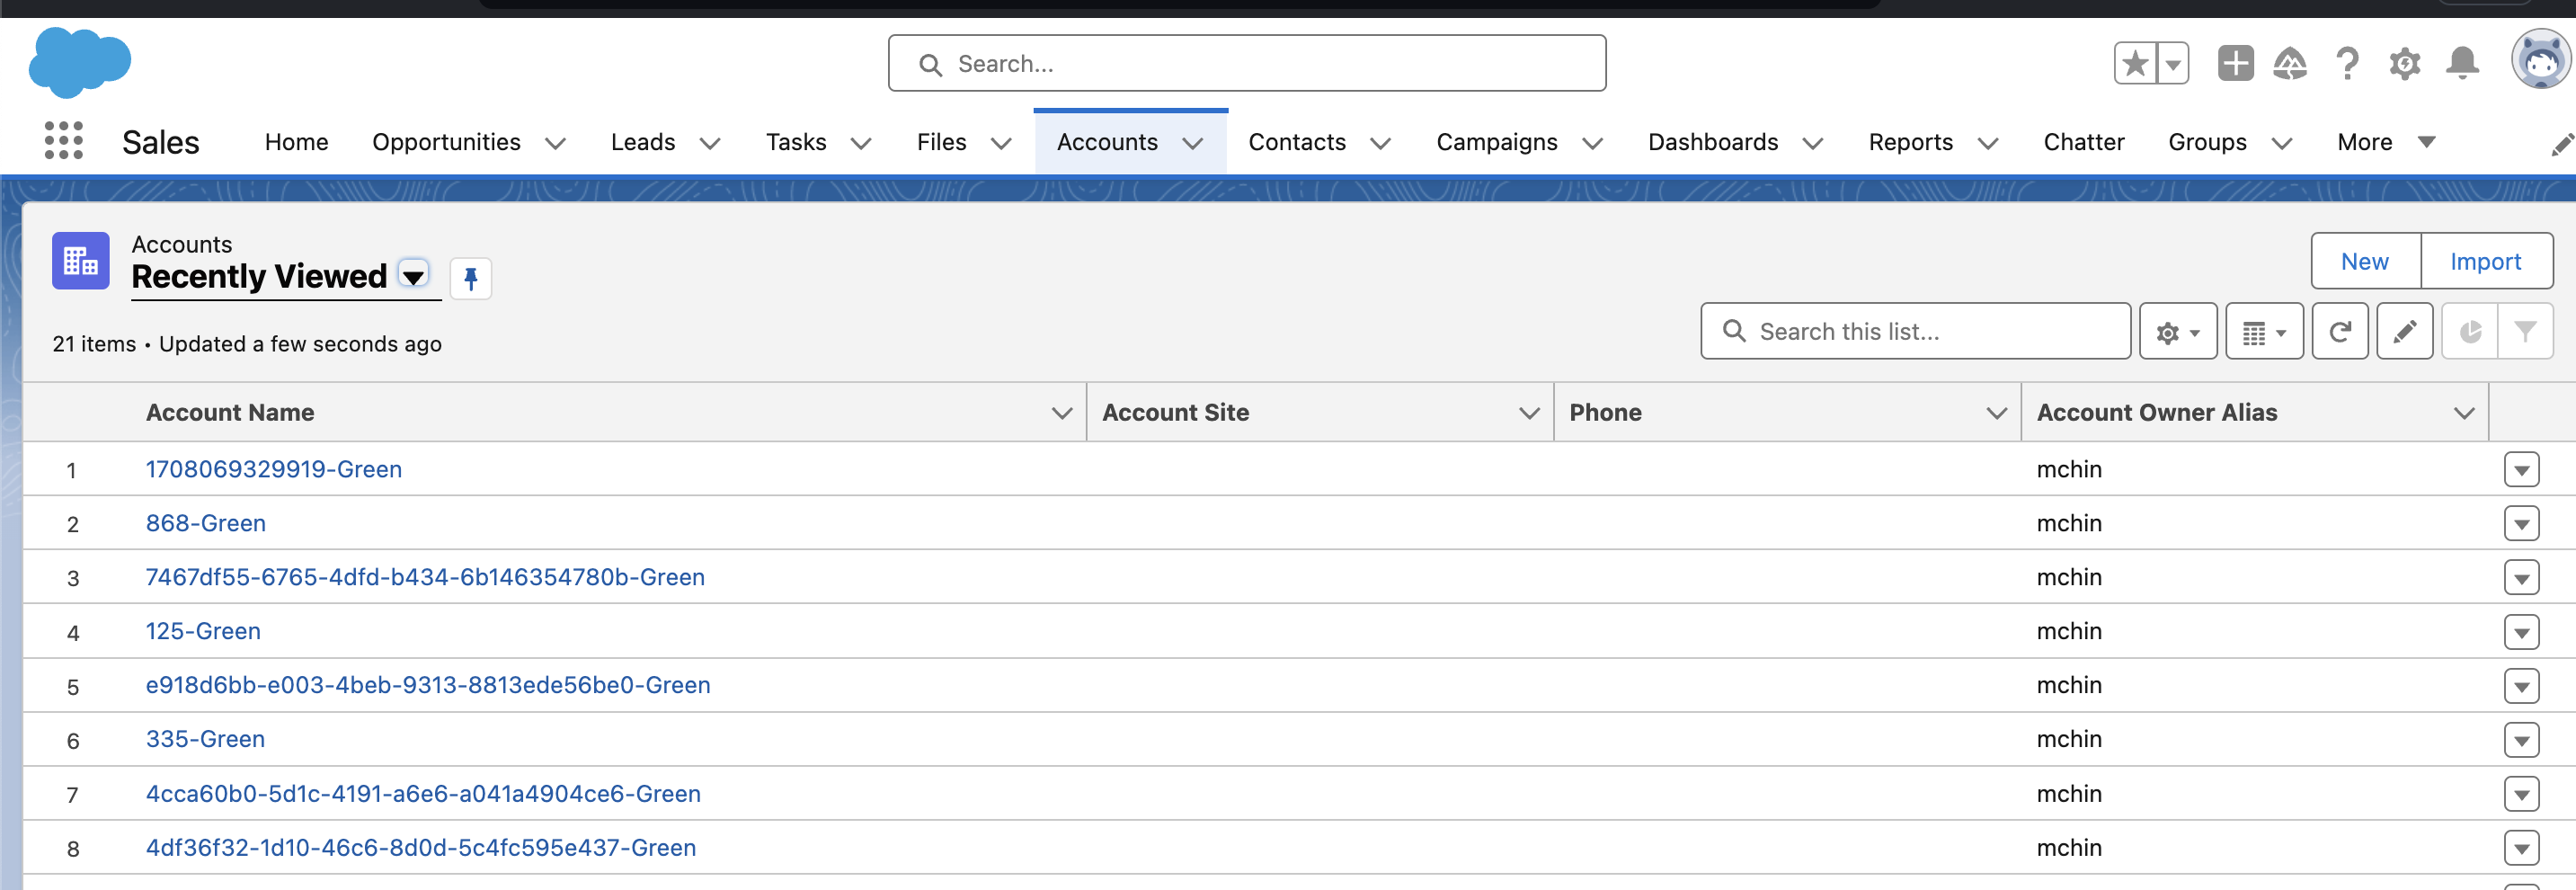 Search...
Sales Home Opportunities Leads Tasks Files Accounts Contacts Campaigns Dashboards Reports Chatter Groups More
Accounts
Recently Viewed
New Import
21 items • Updated a few seconds ago
Search this list...
Account Name Account Site Phone Account Owner Alias
1 1708069329919-Green mchin
2 868-Green mchin
3 7467df55-6765-4dfd-b434-6b146354780b-Green mchin
4 125-Green mchin
5 e918d6bb-e003-4beb-9313-8813ede56be0-Green mchin
6 335-Green mchin
7 4cca60b0-5d1c-4191-a6e6-a041a4904ce6-Green mchin
8 4df36f32-1d10-46c6-8d0d-5c4fc595e437-Green mchin